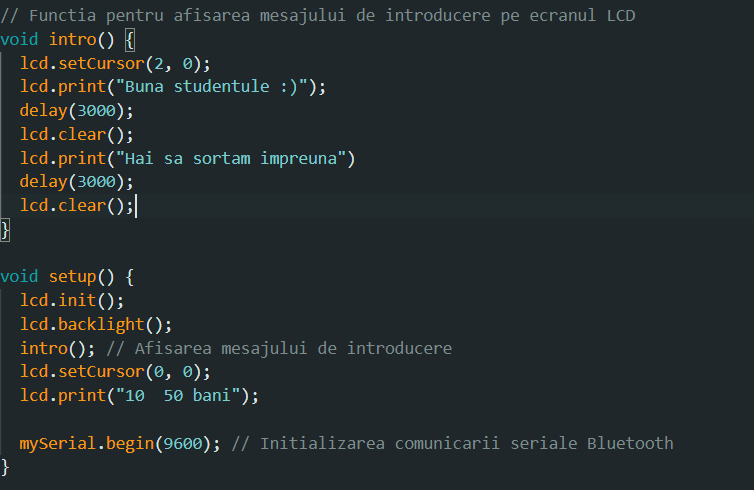 // Functia pentru afisarea mesajului de introducere pe ecranul LCD
void intro() {
  lcd.setCursor(2, 0);
  lcd.print("Buna studentule :)");
  delay(3000);
  lcd.clear();
  lcd.print("Hai sa sortam impreuna")
  delay(3000);
  lcd.clear();
}

void setup() {
  lcd.init();
  lcd.backlight();
  intro(); // Afisarea mesajului de introducere
  lcd.setCursor(0, 0);
  lcd.print("10  50 bani");

  mySerial.begin(9600); // Initializarea comunicarii seriale Bluetooth
}